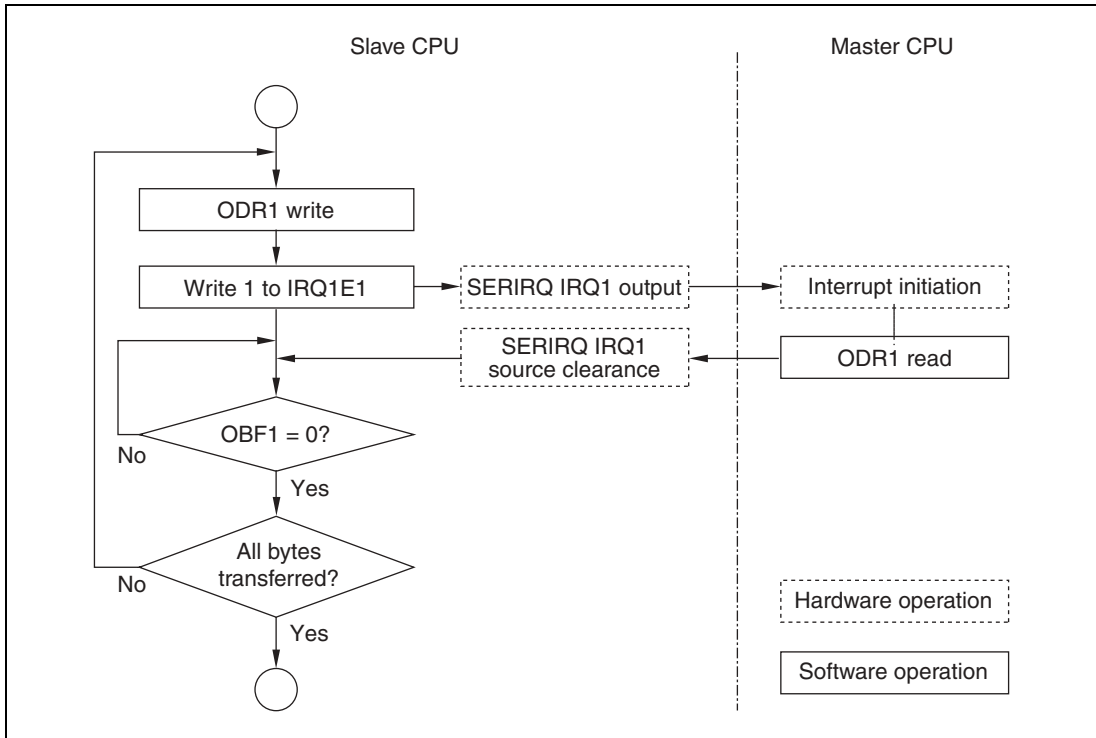 Slave CPU
Master CPU
ODR1 write
Write 1 to IRQ1E1
SERIRQ IRQ1 output
Interrupt initiation
SERIRQ IRQ1
source clearance
ODR1 read
OBF1 = 0?
No
Yes
All bytes
transferred?
No
Yes
Hardware operation
Software operation